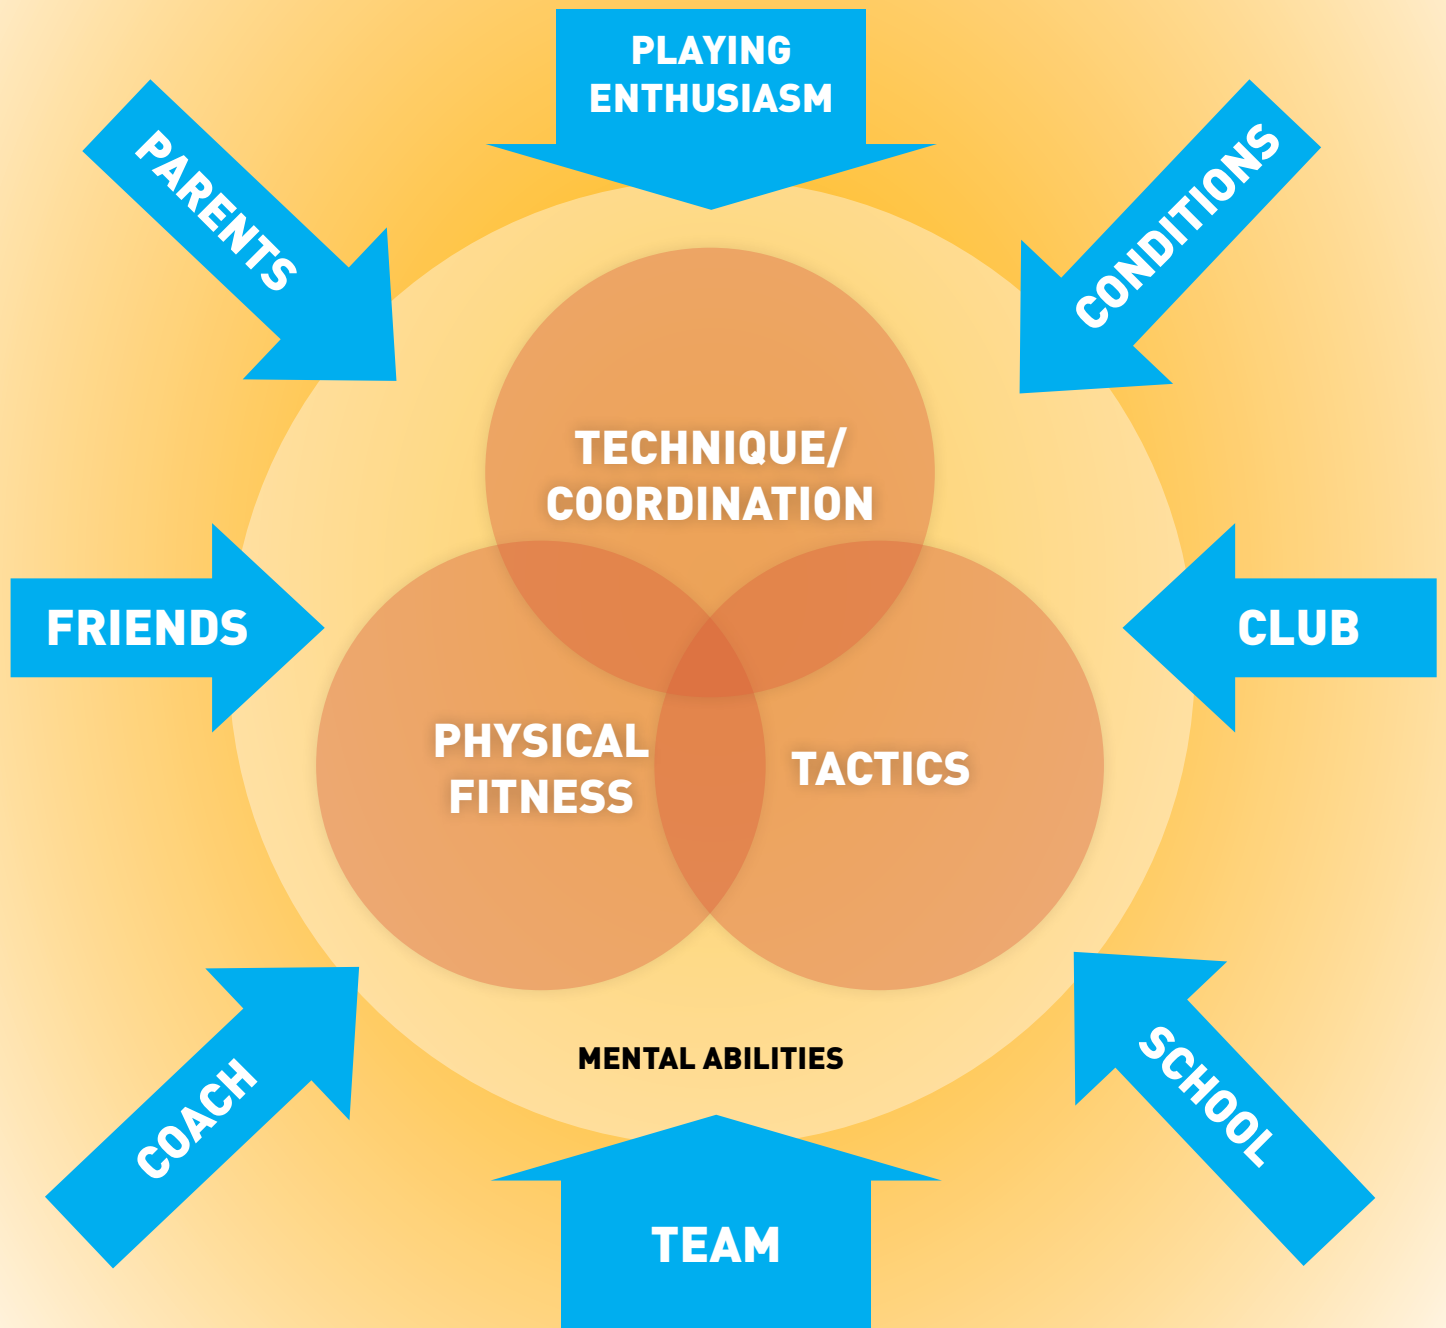 PLAYING
ENTHUSIASM
PARENTS
CONDITIONS
TECHNIQUE/
COORDINATION
FRIENDS
CLUB
PHYSICAL
FITNESS
TACTICS
MENTAL ABILITIES
COACH
SCHOOL
TEAM